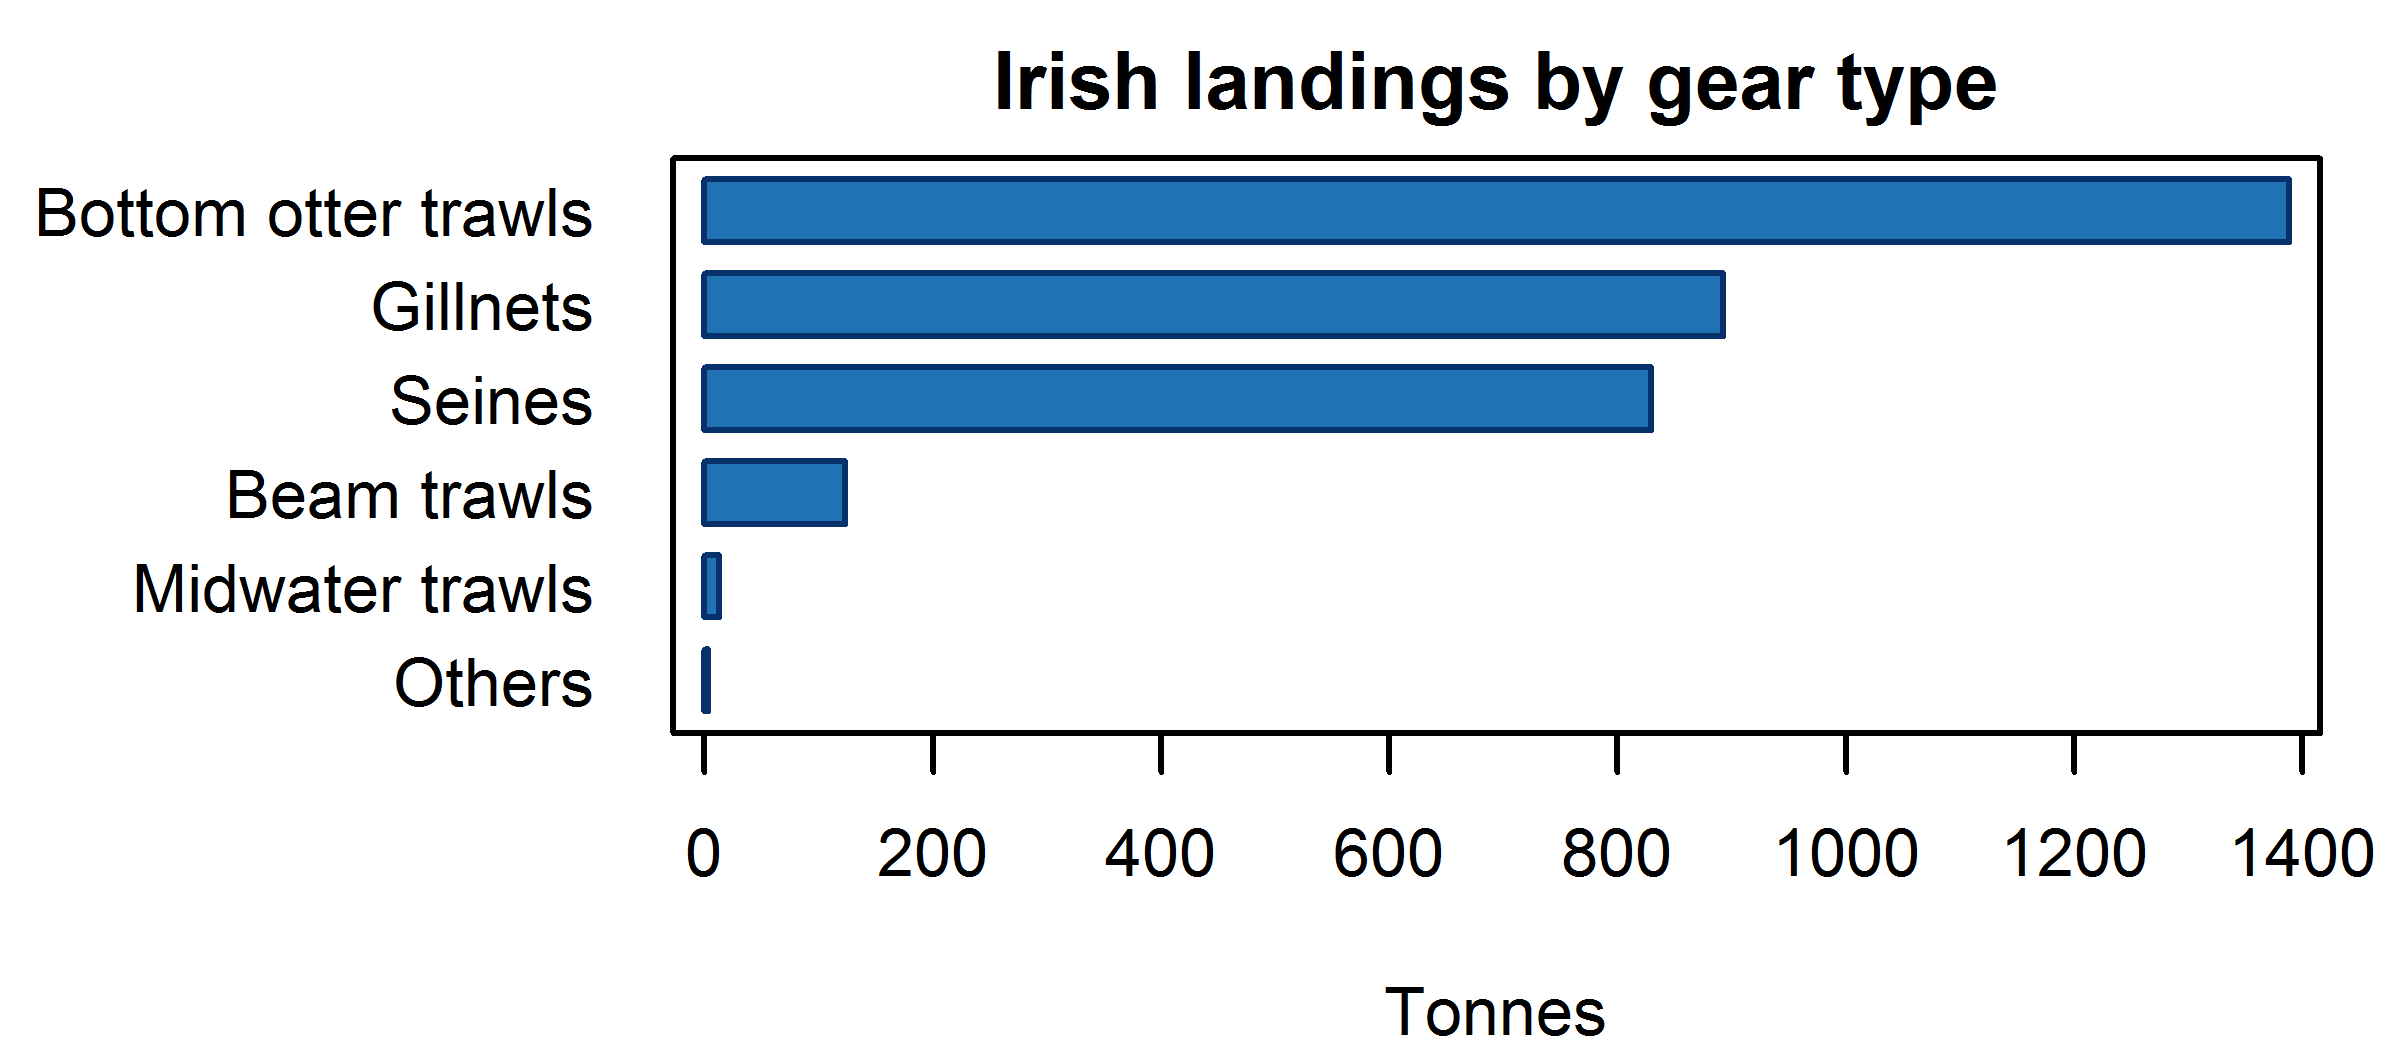 Irish landings by gear type
Bottom otter trawls
Gillnets
Seines
Beam trawls
Midwater trawls
Others
0 200 400 600 800 1000 1200 1400
Tonnes